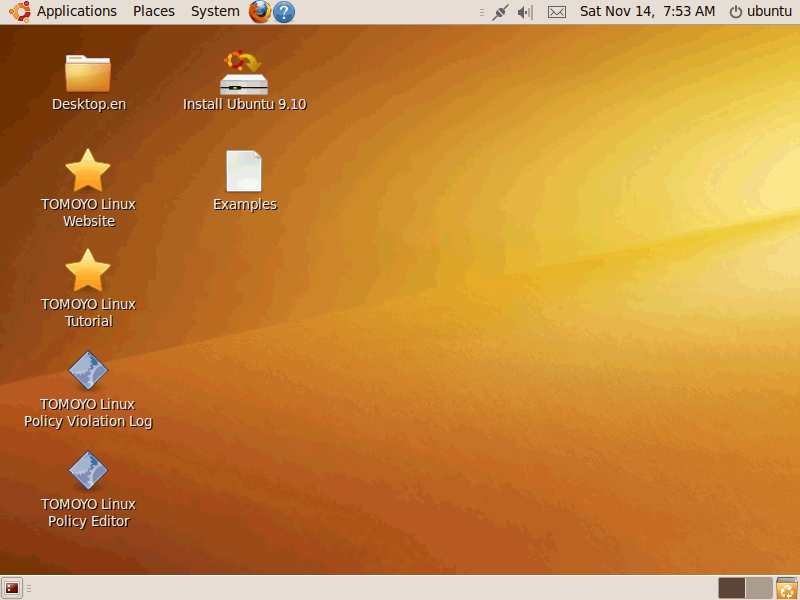 Applications Places System Sat Nov 14, 7:53 AM ubuntu
Desktop.en
Install Ubuntu 9.10
TOMOYO Linux
Website
Examples
TOMOYO Linux
Tutorial
TOMOYO Linux
Policy Violation Log
TOMOYO Linux
Policy Editor